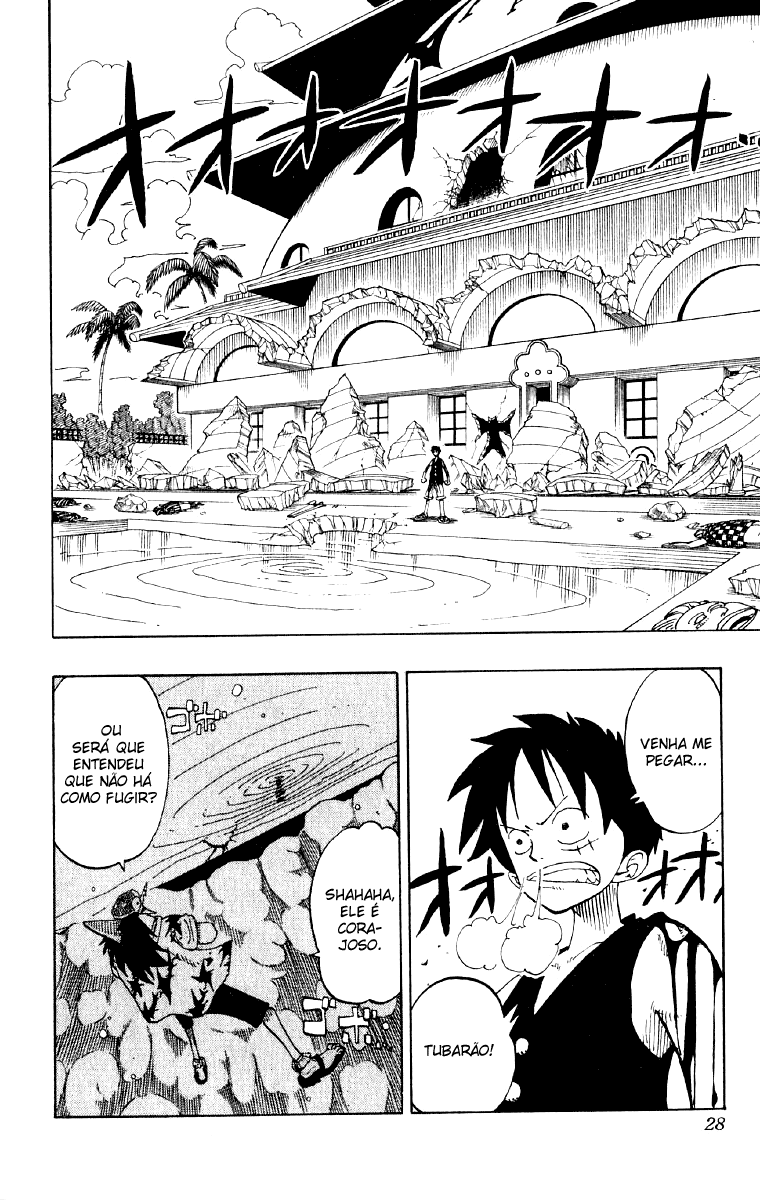 オオオオオオオ..
VENHA ME
PEGAR...
オオ
オオオ
TUBARÃO!
SHAHAHA,
ELE É
CORA-
JOSO.
OU
SERÁ QUE
ENTENDEU
QUE NÃO HÁ
COMO FUGIR?
ゴボ
ゴボ
28